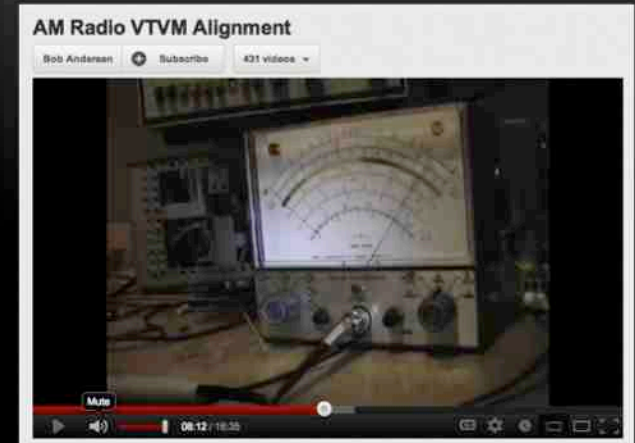 AM Radio VTVM Alignment
Bob Andersen Subscribe 431 videos
Mute
08:12 / 16:35